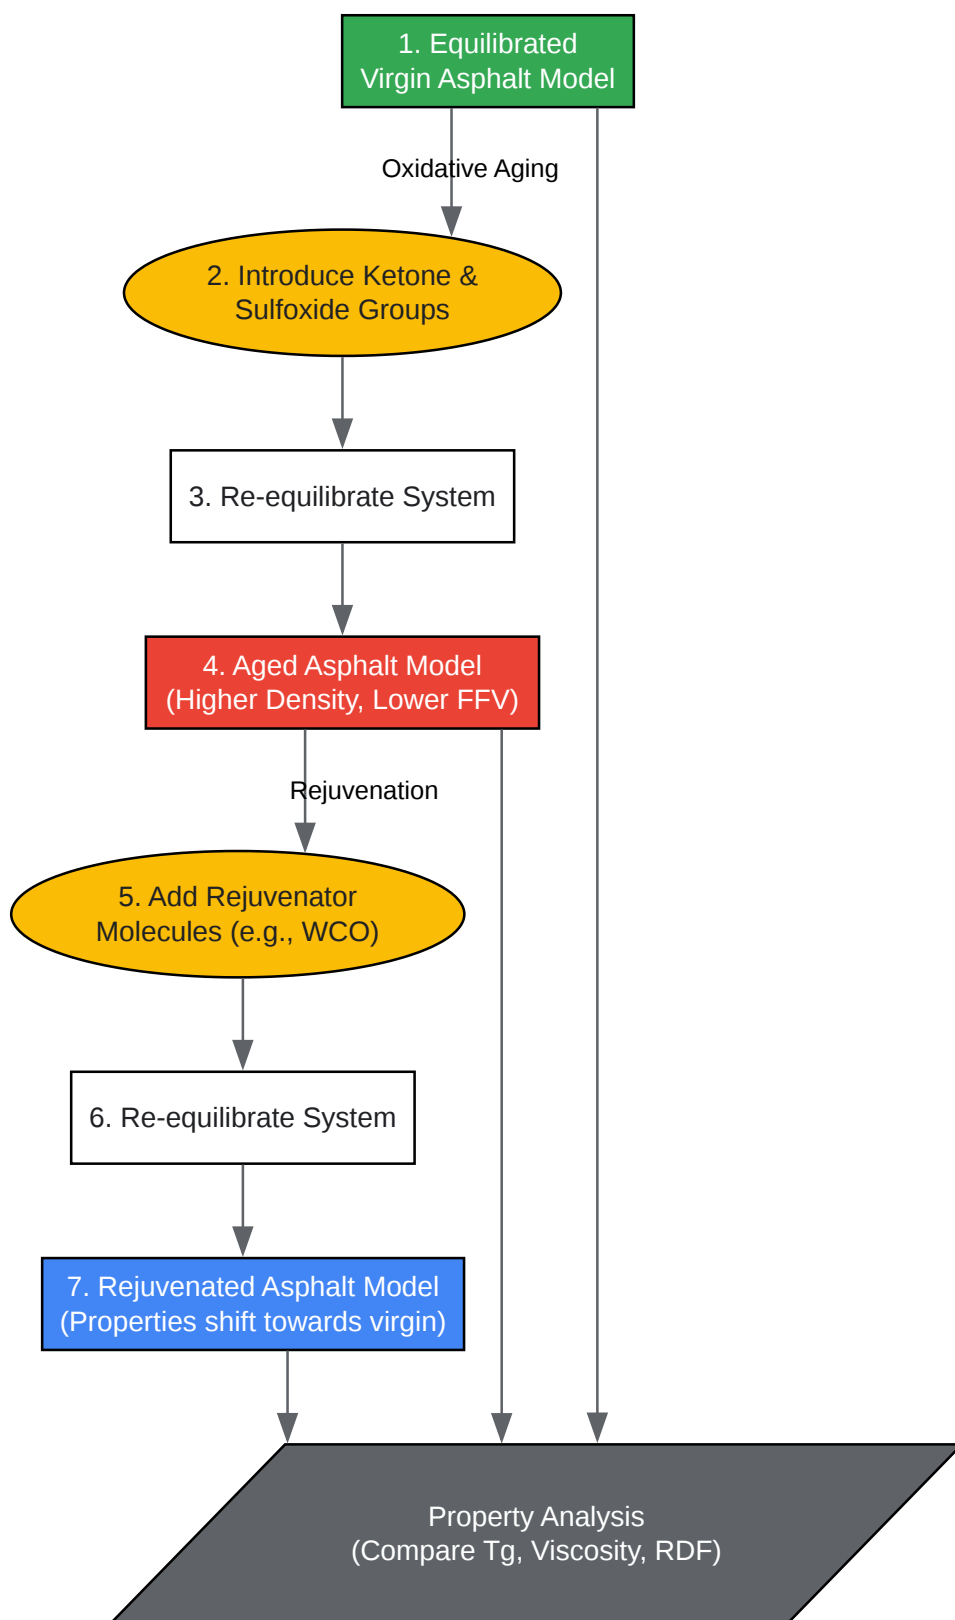 1. Equilibrated
Virgin Asphalt Model
Oxidative Aging
2. Introduce Ketone &
Sulfoxide Groups
3. Re-equilibrate System
4. Aged Asphalt Model
(Higher Density, Lower FFV)
Rejuvenation
5. Add Rejuvenator
Molecules (e.g., WCO)
6. Re-equilibrate System
7. Rejuvenated Asphalt Model
(Properties shift towards virgin)
Property Analysis
(Compare Tg, Viscosity, RDF)